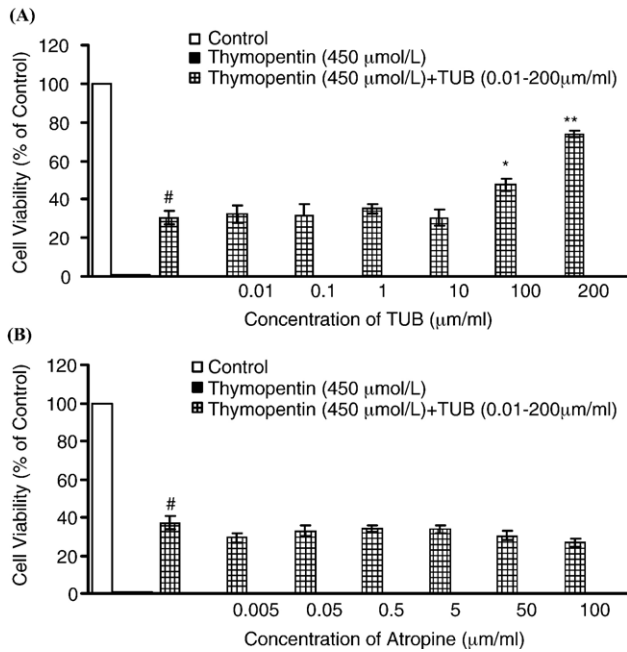 (A)
Control
Thymopentin (450 μmol/L)
Thymopentin (450 μmol/L)+TUB (0.01-200μm/ml)
Cell Viability (% of Control)
120
100
80
60
40
20
0
#
*
**
0.01 0.1 1 10 100 200
Concentration of TUB (μm/ml)
(B)
Control
Thymopentin (450 μmol/L)
Thymopentin (450 μmol/L)+TUB (0.01-200μm/ml)
Cell Viability (% of Control)
120
100
80
60
40
20
0
#
0.005 0.05 0.5 5 50 100
Concentration of Atropine (μm/ml)